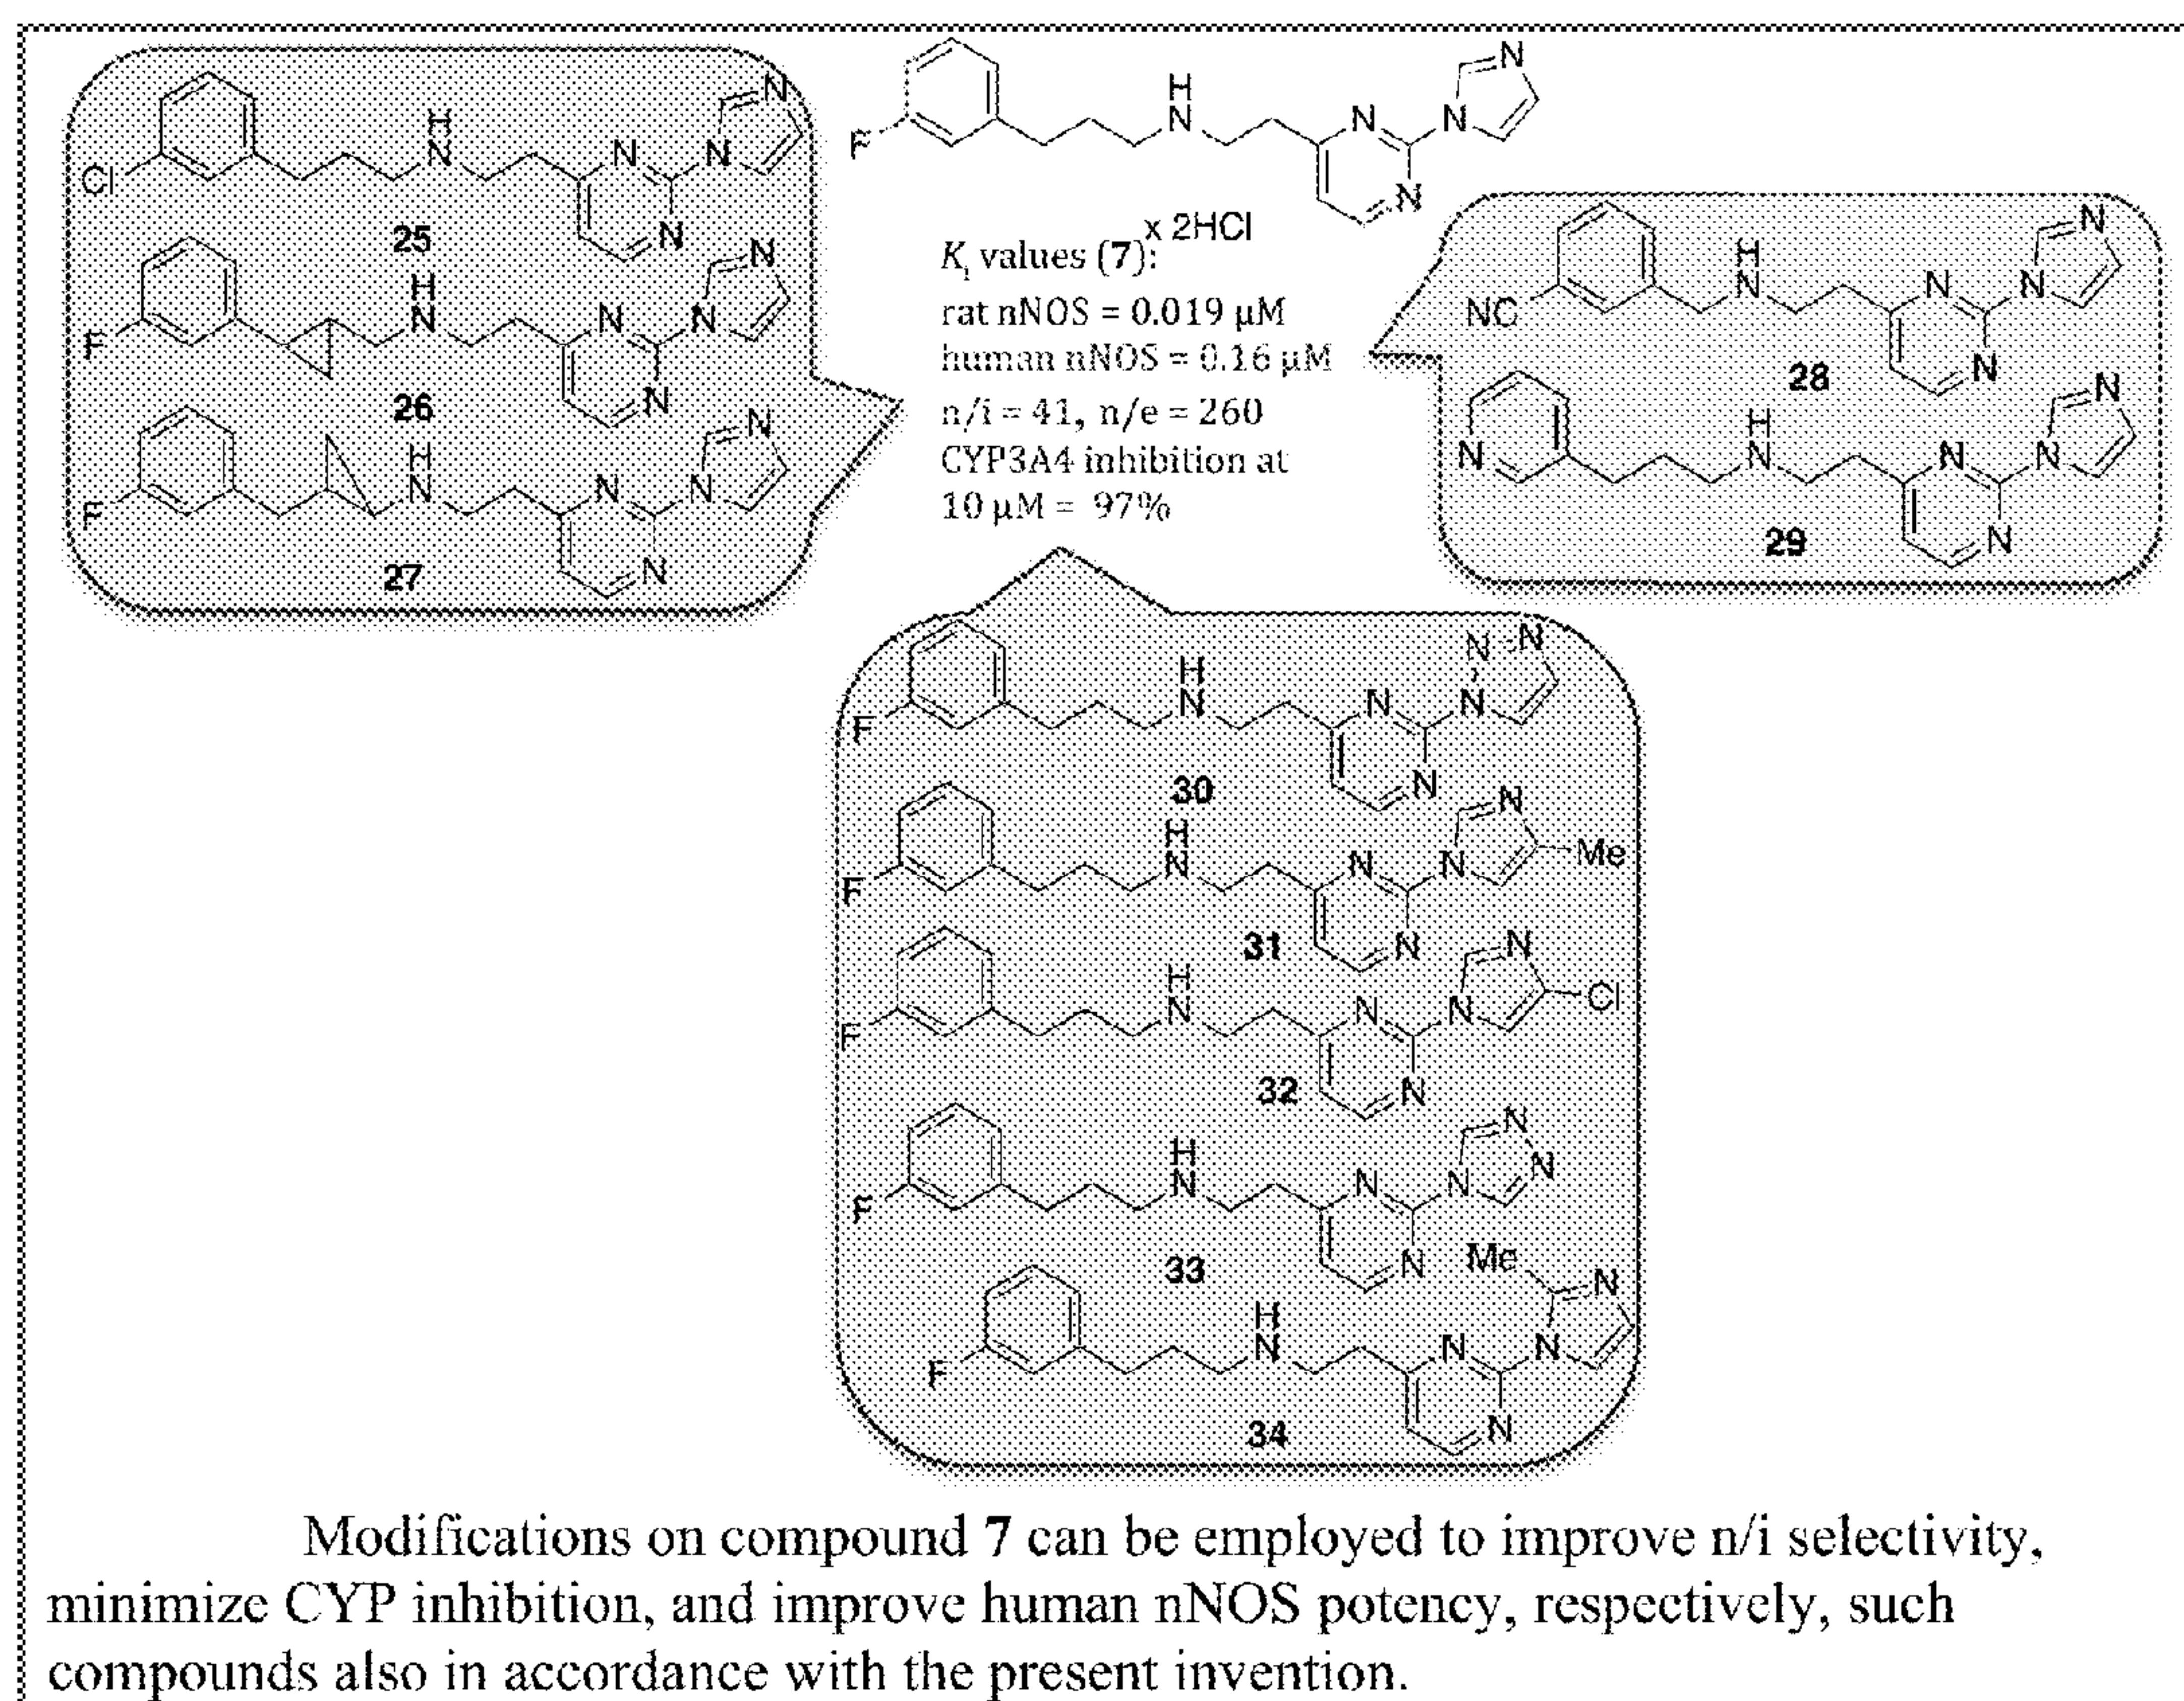 Cl
H
N
N
N
N
N
25
F
H
N
N
N
N
N
26
F
H
N
N
N
N
N
27
F
H
N
N
N
N
N
x 2HCl
Ki values (7):
rat nNOS = 0.019 µM
human nNOS = 0.16 µM
n/i = 41, n/e = 260
CYP3A4 inhibition at
10 µM = 97%
NC
H
N
N
N
N
N
28
N
H
N
N
N
N
N
29
F
H
N
N
N
N
N
N
30
F
H
N
N
N
N
N
Me
31
F
H
N
N
N
N
N
Cl
32
F
H
N
N
N
N
N
N
33
F
H
N
N
N
N
N
Me
34
Modifications on compound 7 can be employed to improve n/i selectivity,
minimize CYP inhibition, and improve human nNOS potency, respectively, such
compounds also in accordance with the present invention.